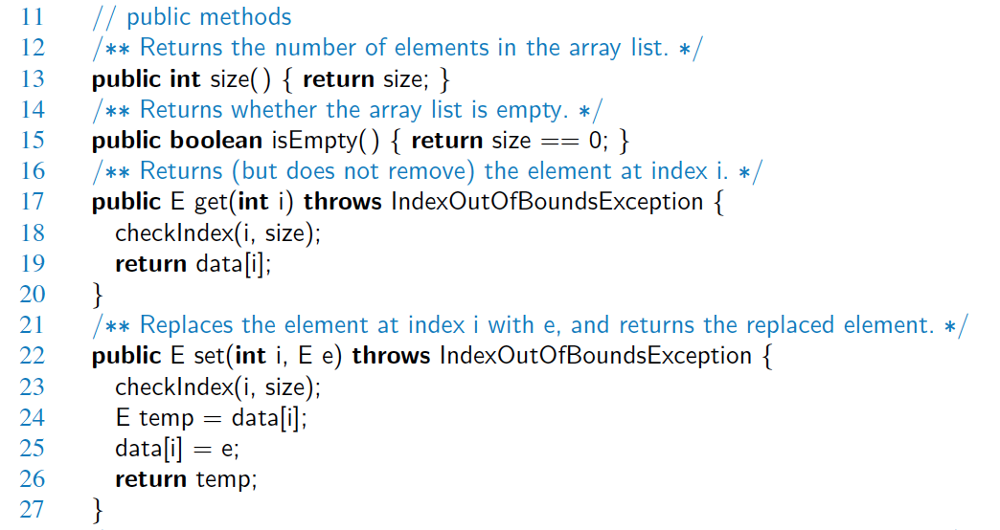 11 // public methods
12 /** Returns the number of elements in the array list. */
13 public int size() { return size; }
14 /** Returns whether the array list is empty. */
15 public boolean isEmpty() { return size == 0; }
16 /** Returns (but does not remove) the element at index i. */
17 public E get(int i) throws IndexOutOfBoundsException {
18 checkIndex(i, size);
19 return data[i];
20 }
21 /** Replaces the element at index i with e, and returns the replaced element. */
22 public E set(int i, E e) throws IndexOutOfBoundsException {
23 checkIndex(i, size);
24 E temp = data[i];
25 data[i] = e;
26 return temp;
27 }